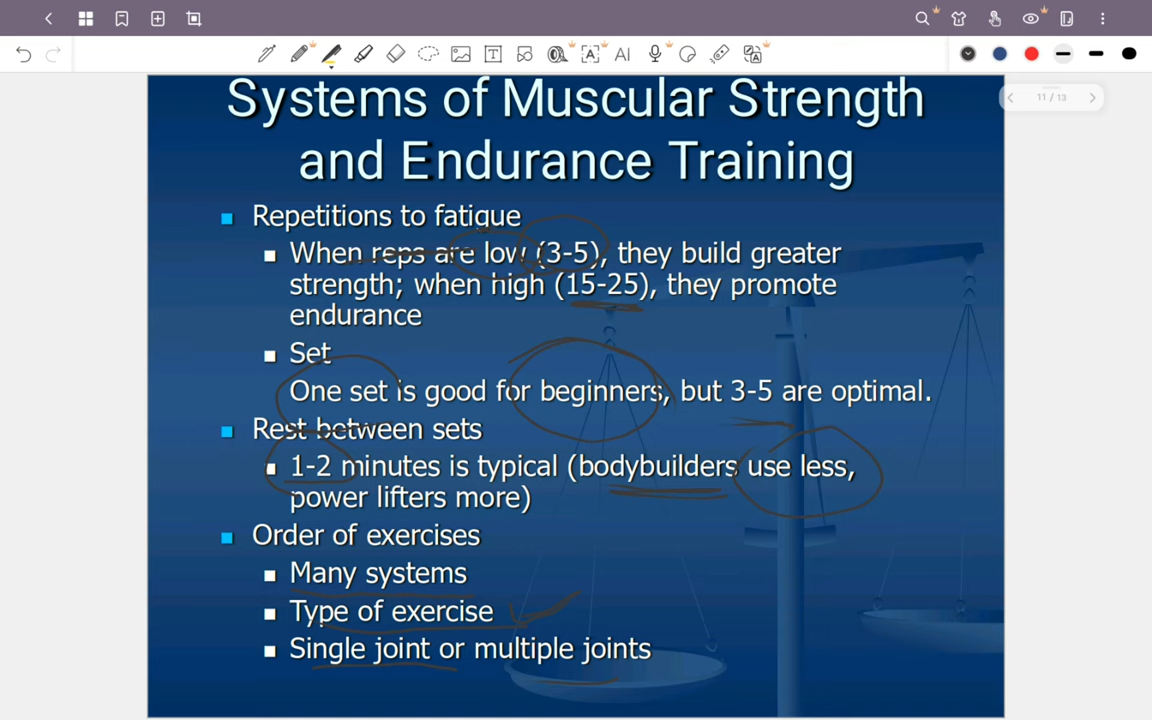 11 / 13
Systems of Muscular Strength
and Endurance Training
Repetitions to fatigue
When reps are low (3-5), they build greater
strength; when high (15-25), they promote
endurance
Set
One set is good for beginners, but 3-5 are optimal.
Rest between sets
1-2 minutes is typical (bodybuilders use less,
power lifters more)
Order of exercises
Many systems
Type of exercise
Single joint or multiple joints